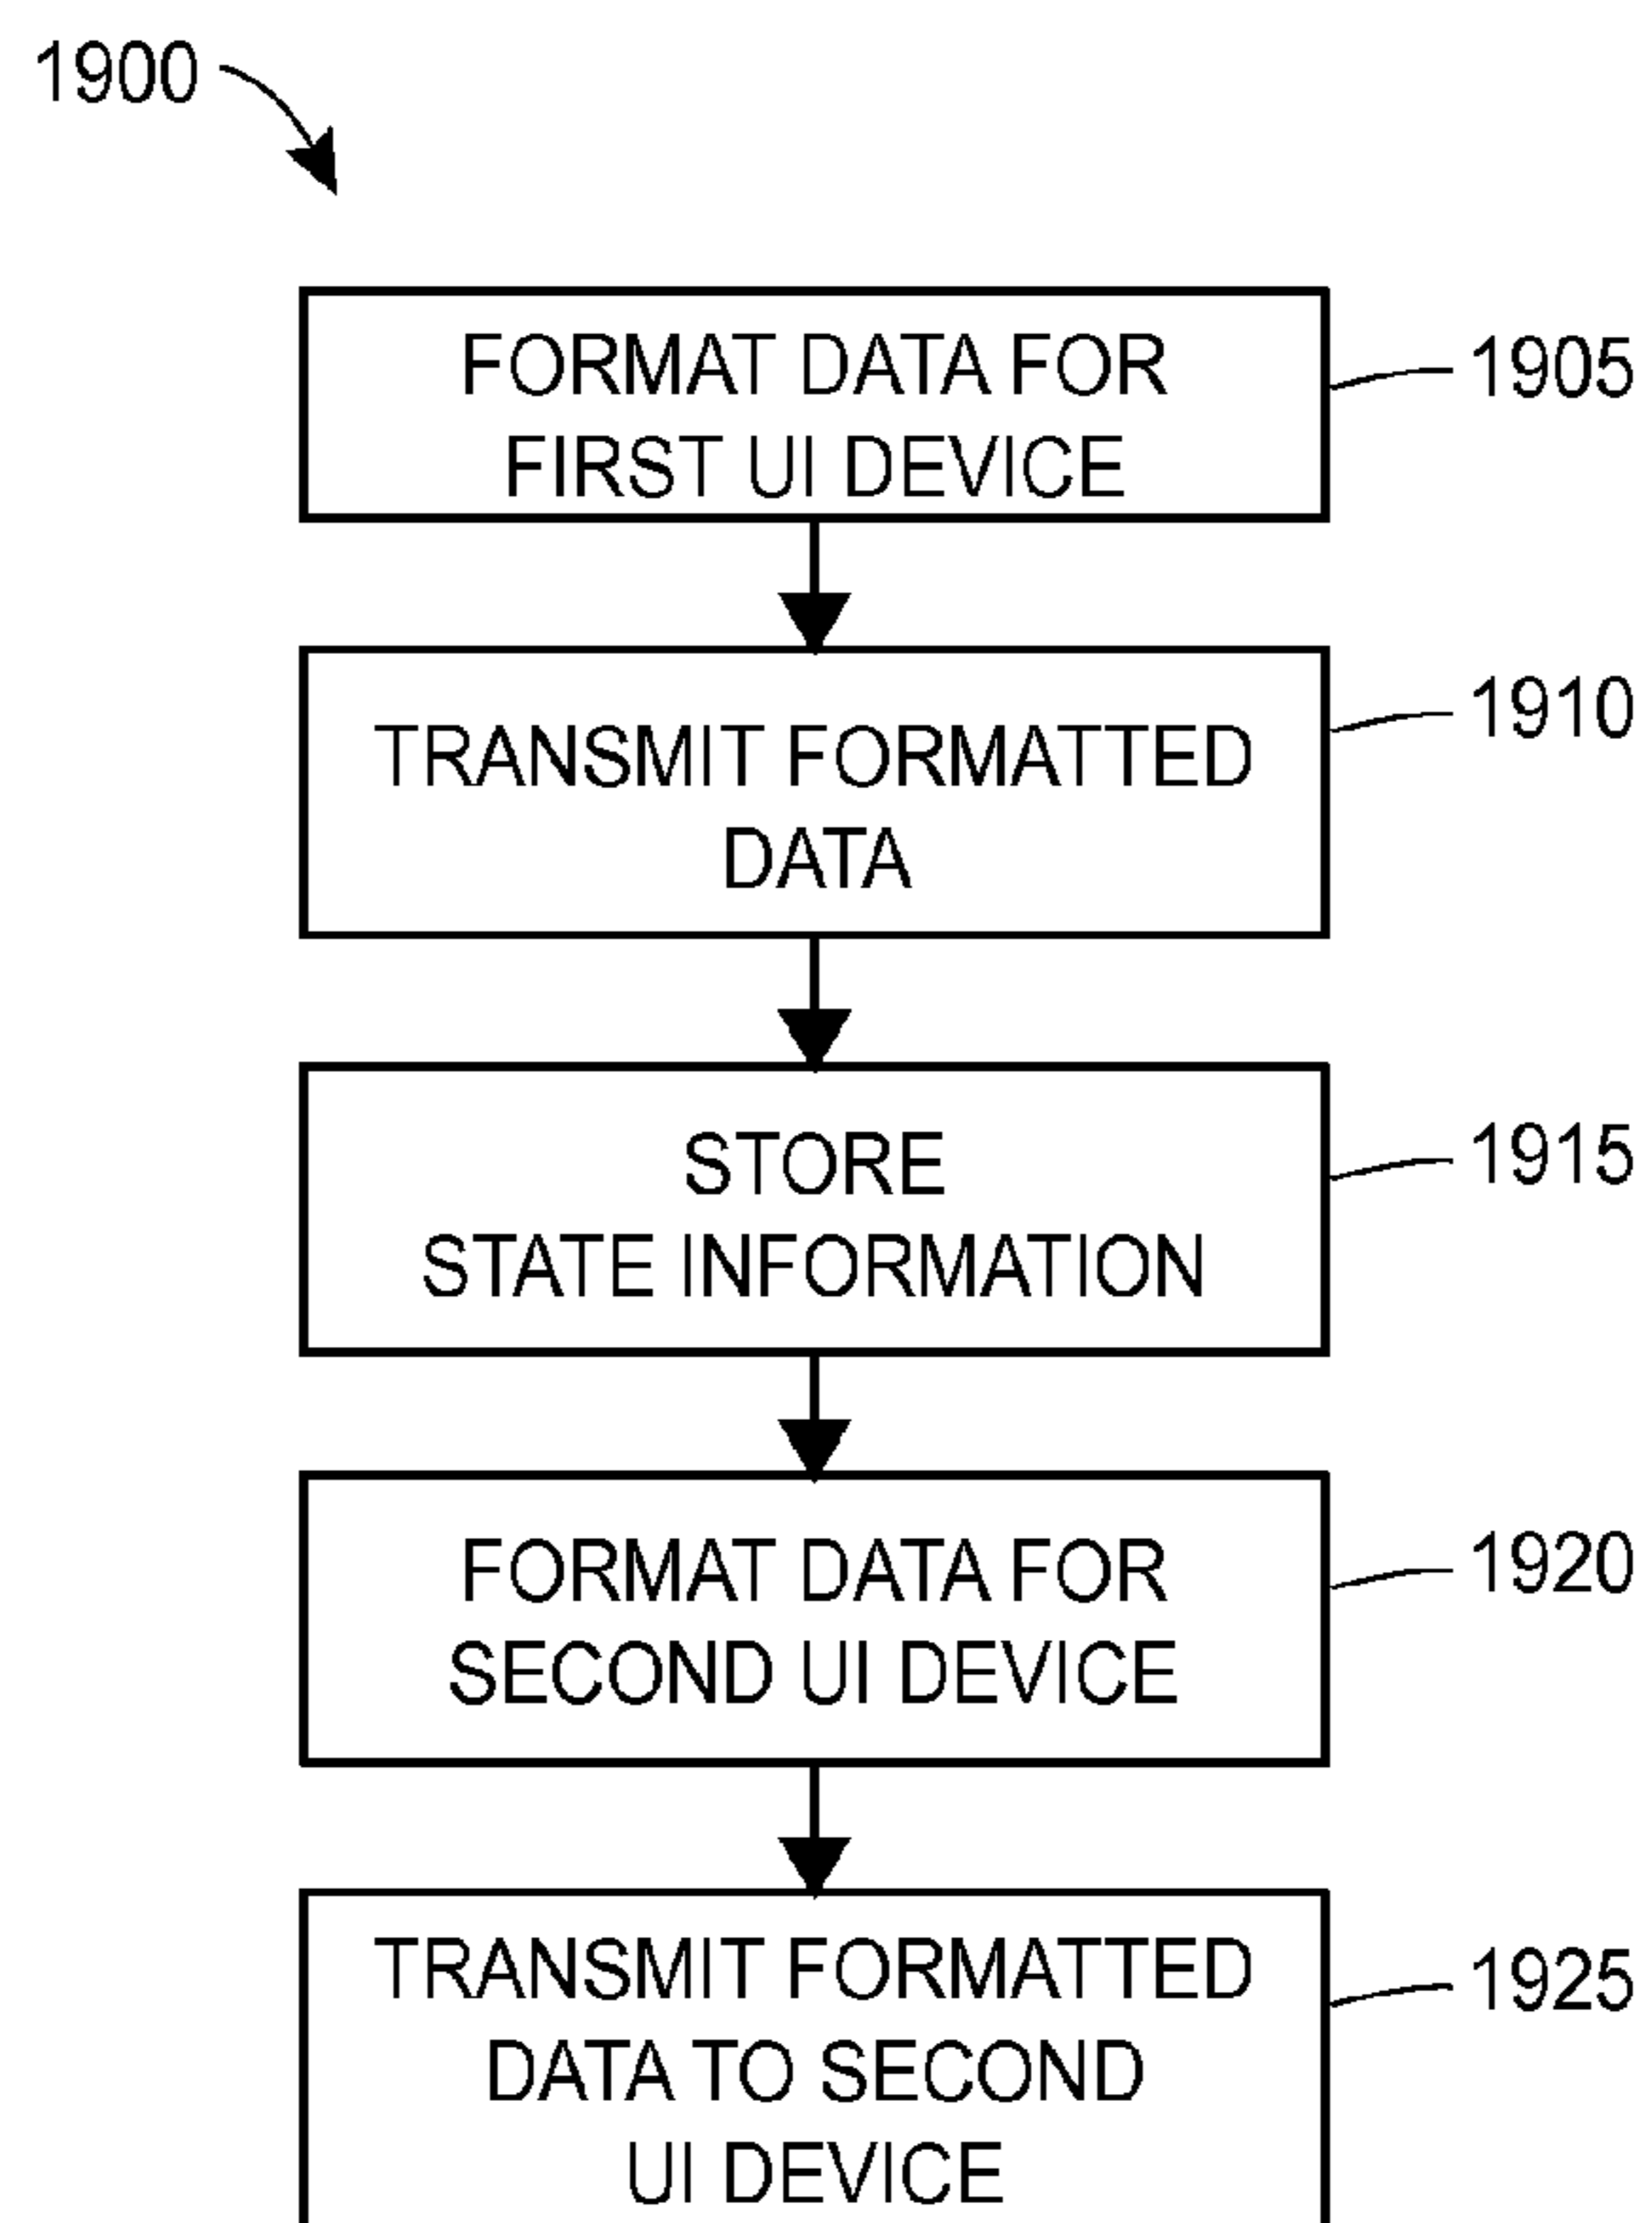 1900
FORMAT DATA FOR
FIRST UI DEVICE
1905
TRANSMIT FORMATTED
DATA
1910
STORE
STATE INFORMATION
1915
FORMAT DATA FOR
SECOND UI DEVICE
1920
TRANSMIT FORMATTED
DATA TO SECOND
UI DEVICE
1925